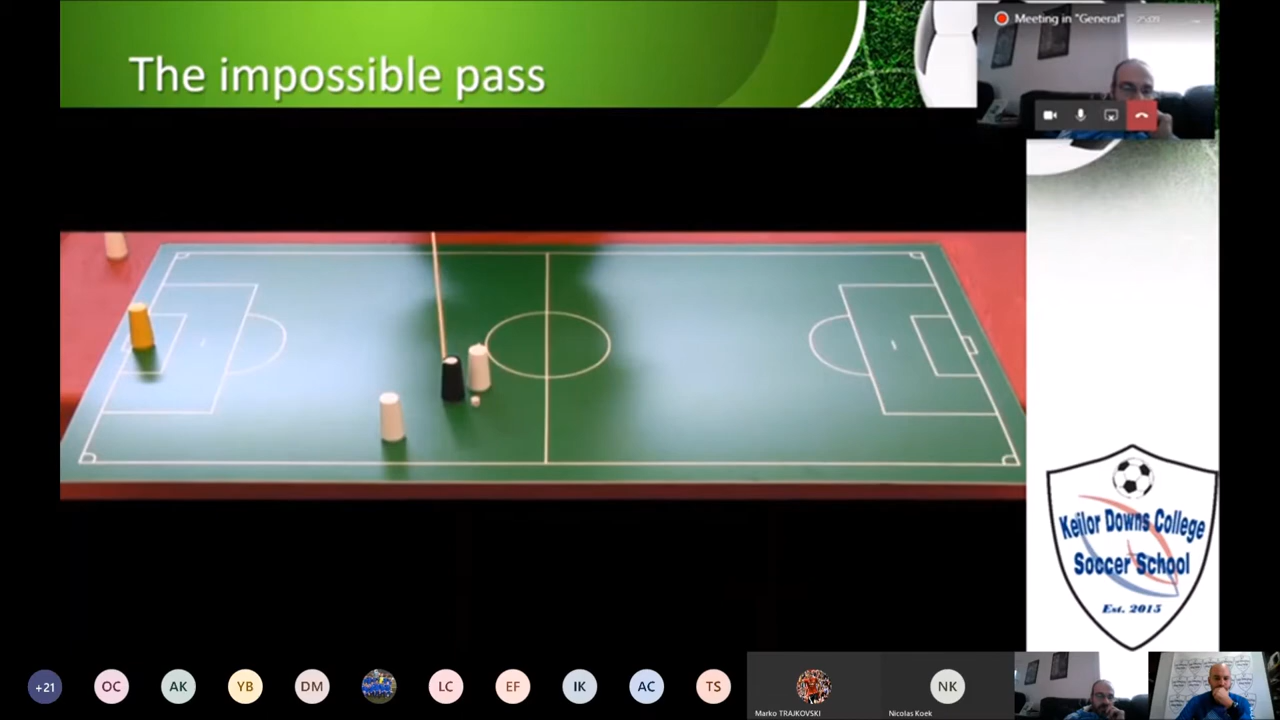 The impossible pass
Meeting in "General"
Keilor Downs College
Soccer School
Est. 2015
+21
OC
AK
YB
DM
LC
EF
IK
AC
TS
NK
Marko TRAJKOVSKI
Nicolas Koek